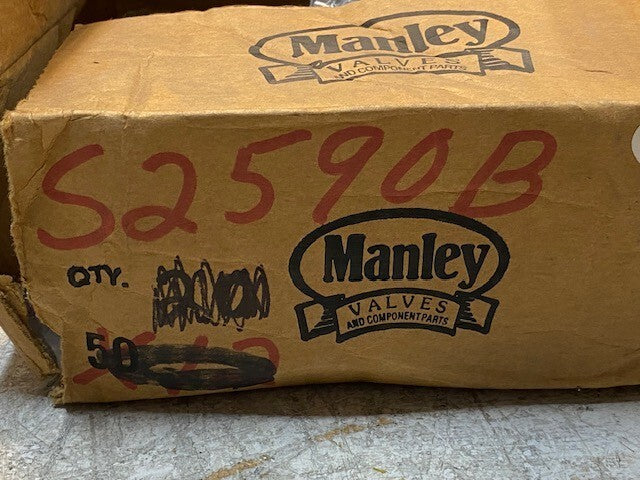 Manley
VALVES
AND COMPONENT PARTS
S2590B
Manley
VALVES
AND COMPONENT PARTS
QTY.
50